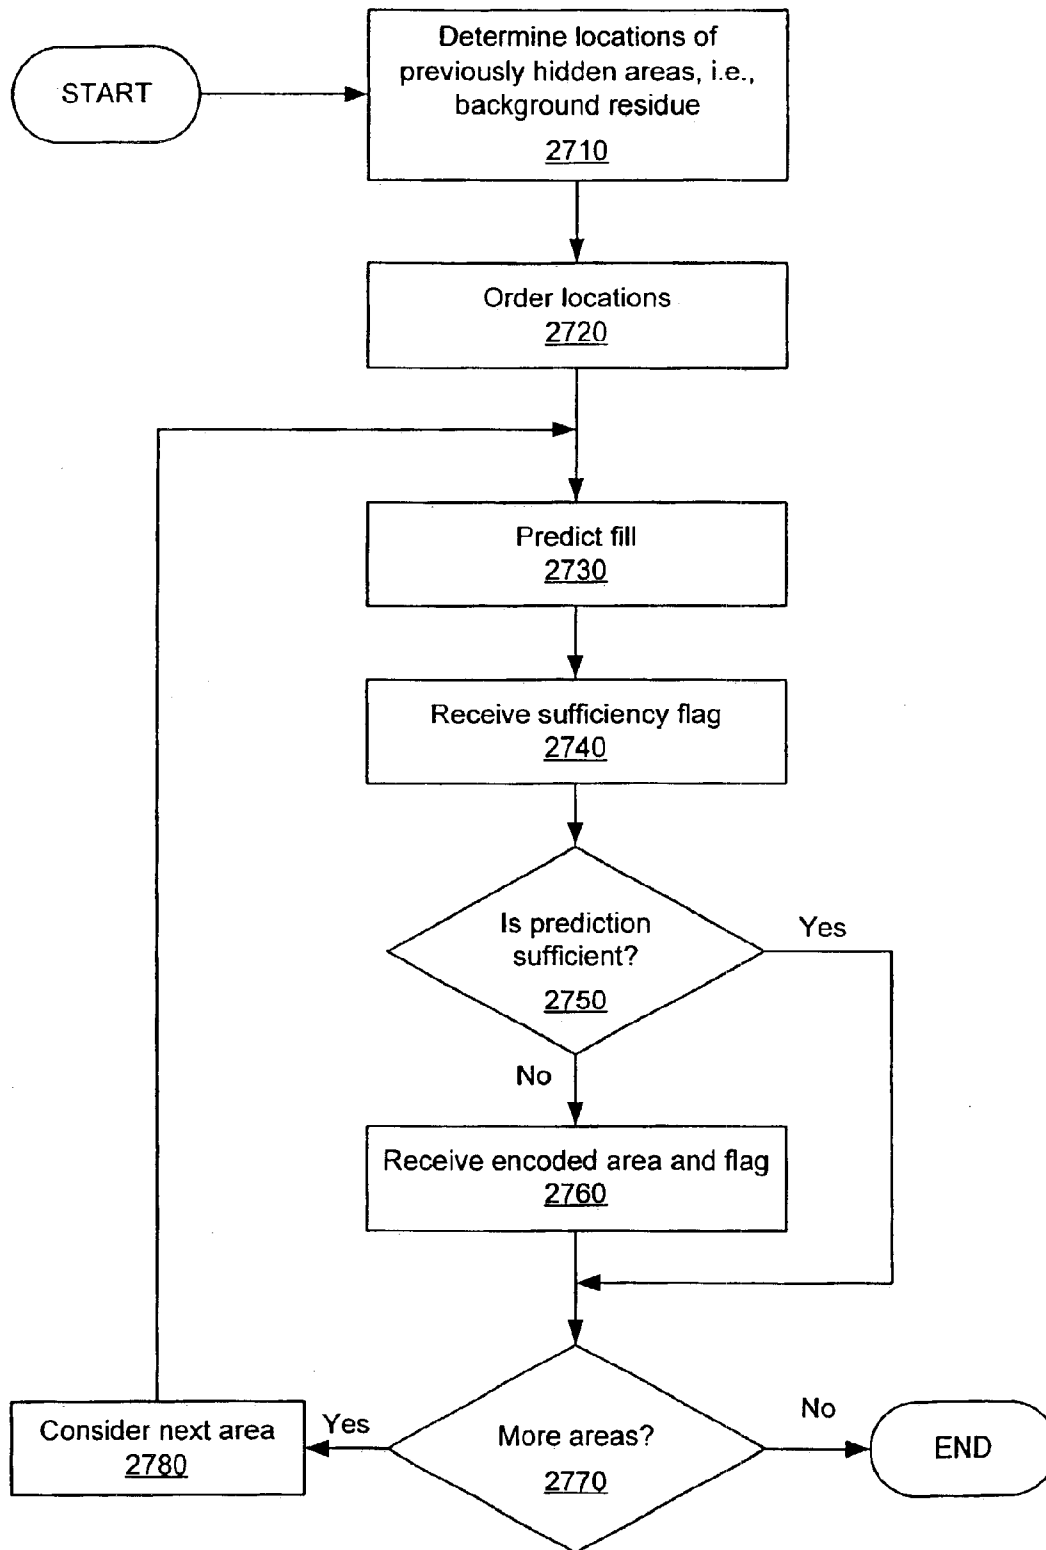 START
Determine locations of
previously hidden areas, i.e.,
background residue
2710
Order locations
2720
Predict fill
2730
Receive sufficiency flag
2740
Is prediction
sufficient?
2750
Yes
No
Receive encoded area and flag
2760
More areas?
2770
Yes
No
Consider next area
2780
END